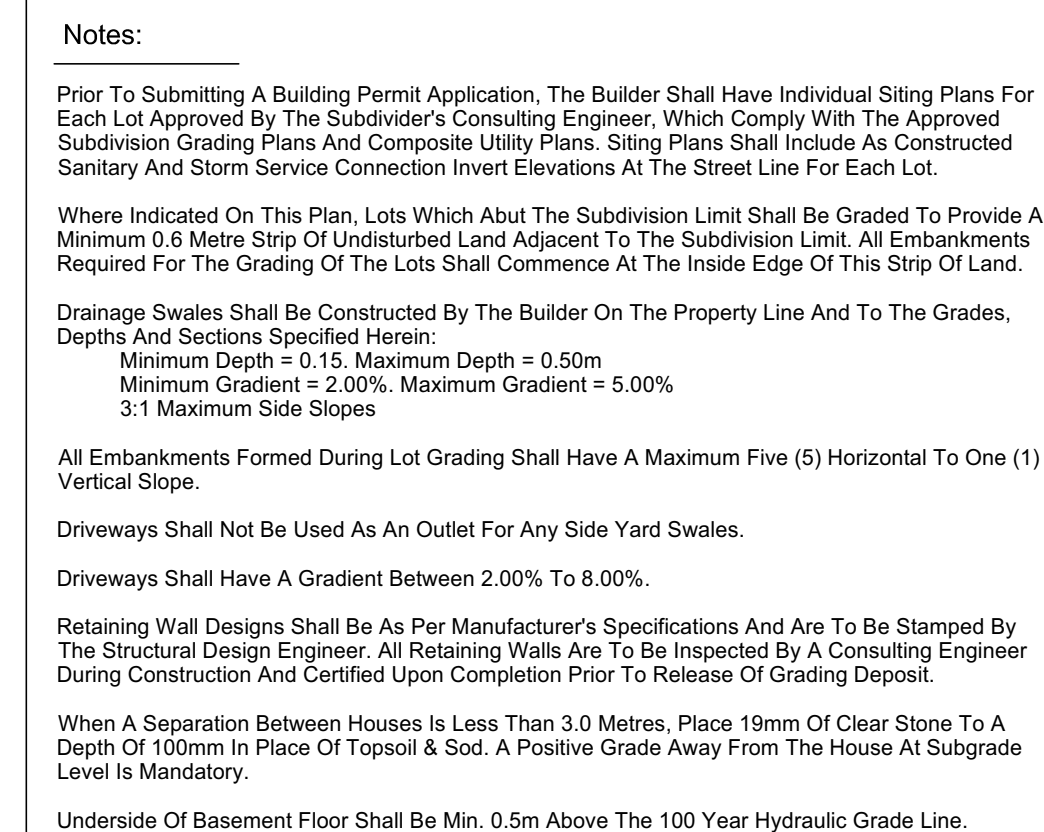 Notes:
Prior To Submitting A Building Permit Application, The Builder Shall Have Individual Siting Plans For
Each Lot Approved By The Subdivider's Consulting Engineer, Which Comply With The Approved
Subdivision Grading Plans And Composite Utility Plans. Siting Plans Shall Include As Constructed
Sanitary And Storm Service Connection Invert Elevations At The Street Line For Each Lot.
Where Indicated On This Plan, Lots Which Abut The Subdivision Limit Shall Be Graded To Provide A
Minimum 0.6 Metre Strip Of Undisturbed Land Adjacent To The Subdivision Limit. All Embankments
Required For The Grading Of The Lots Shall Commence At The Inside Edge Of This Strip Of Land.
Drainage Swales Shall Be Constructed By The Builder On The Property Line And To The Grades,
Depths And Sections Specified Herein:
Minimum Depth = 0.15. Maximum Depth = 0.50m
Minimum Gradient = 2.00%. Maximum Gradient = 5.00%
3:1 Maximum Side Slopes
All Embankments Formed During Lot Grading Shall Have A Maximum Five (5) Horizontal To One (1)
Vertical Slope.
Driveways Shall Not Be Used As An Outlet For Any Side Yard Swales.
Driveways Shall Have A Gradient Between 2.00% To 8.00%.
Retaining Wall Designs Shall Be As Per Manufacturer's Specifications And Are To Be Stamped By
The Structural Design Engineer. All Retaining Walls Are To Be Inspected By A Consulting Engineer
During Construction And Certified Upon Completion Prior To Release Of Grading Deposit.
When A Separation Between Houses Is Less Than 3.0 Metres, Place 19mm Of Clear Stone To A
Depth Of 100mm In Place Of Topsoil & Sod. A Positive Grade Away From The House At Subgrade
Level Is Mandatory.
Underside Of Basement Floor Shall Be Min. 0.5m Above The 100 Year Hydraulic Grade Line.